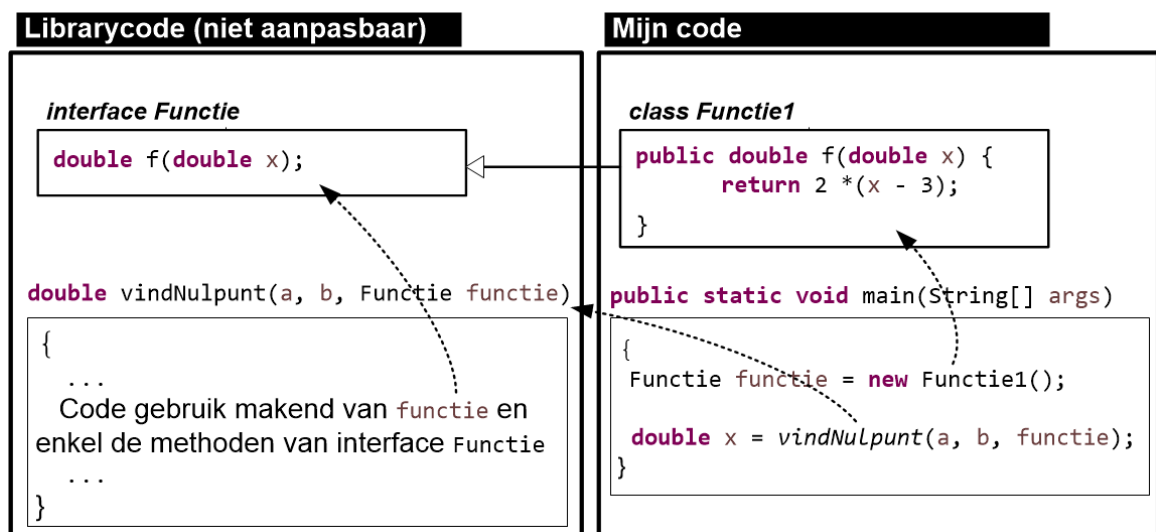 Librarycode (niet aanpasbaar)
interface Functie
double f(double x);
double vindNulpunt(a, b, Functie functie)
{
...
Code gebruik makend van functie en
enkel de methoden van interface Functie
...
}
Mijn code
class Functie1
public double f(double x) {
return 2 *(x - 3);
}
public static void main(String[] args)
{
Functie functie = new Functie1();
double x = vindNulpunt(a, b, functie);
}